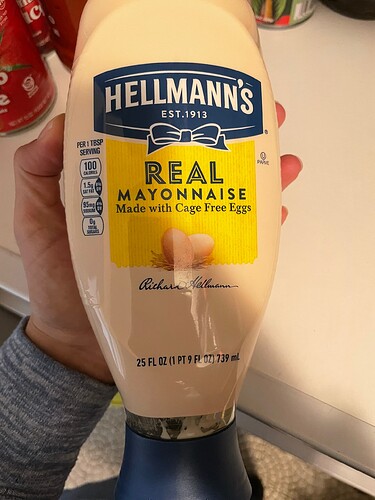 HELLMANN'S
EST.1913
®
PER 1 TBSP
SERVING
100
CALORIES
1.5g
SAT FAT
95mg
SODIUM
0g
TOTAL
SUGARS
REAL
MAYONNAISE
Made with Cage Free Eggs
U
PARVE
Richard Hellmann
25 FL OZ (1 PT 9 FL OZ) 739 mL